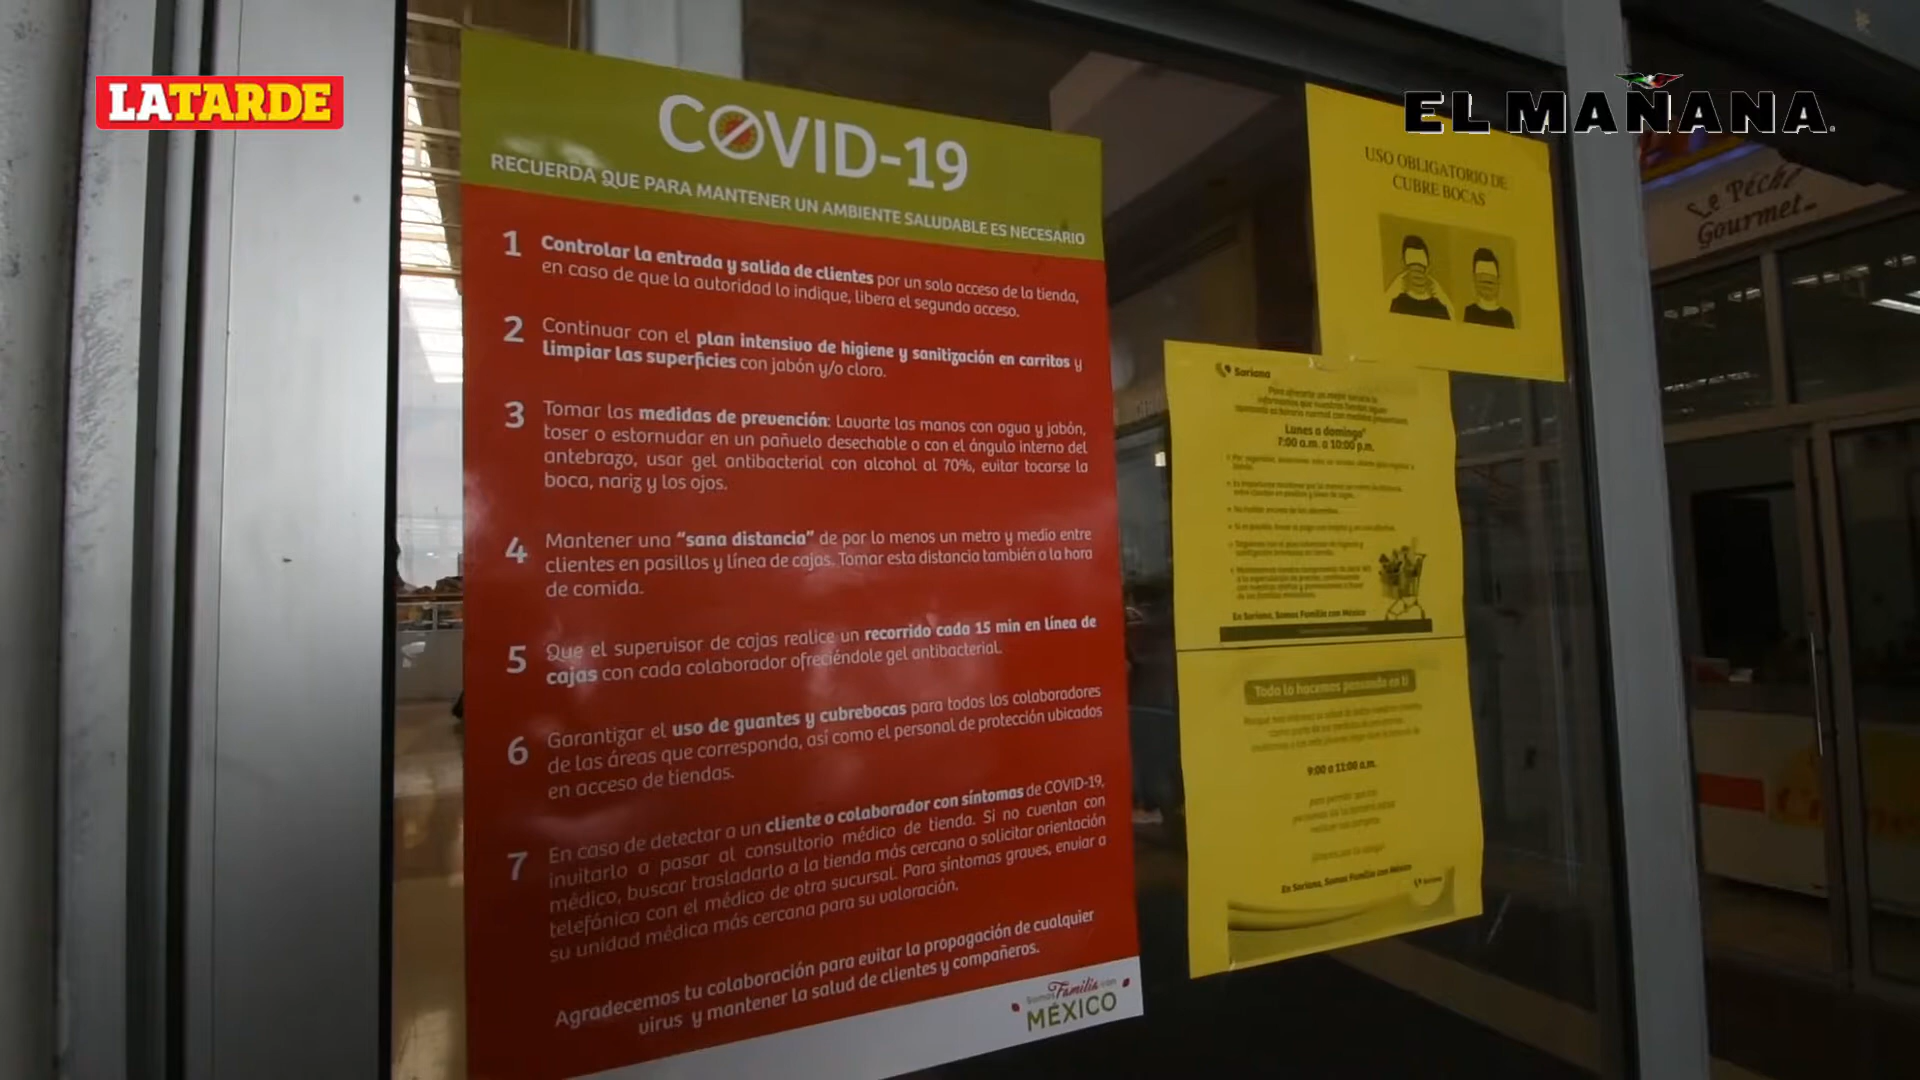 LATARDE
EL MAÑANA
COVID-19
RECUERDA QUE PARA MANTENER UN AMBIENTE SALUDABLE ES NECESARIO
1 Controlar la entrada y salida de clientes por un solo acceso de la tienda,
en caso de que la autoridad lo indique, libera el segundo acceso.
2 Continuar con el plan intensivo de higiene y sanitización en carritos y
limpiar las superficies con jabón y/o cloro.
3 Tomar las medidas de prevención: Lavarte las manos con agua y jabón,
toser o estornudar en un pañuelo desechable o con el ángulo interno del
antebrazo, usar gel antibacterial con alcohol al 70%, evitar tocarse la
boca, nariz y los ojos.
4 Mantener una “sana distancia” de por lo menos un metro y medio entre
clientes en pasillos y línea de cajas. Tomar esta distancia también a la hora
de comida.
5 Que el supervisor de cajas realice un recorrido cada 15 min en línea de
cajas con cada colaborador ofreciéndole gel antibacterial.
6 Garantizar el uso de guantes y cubrebocas para todos los colaboradores
de las áreas que corresponda, así como el personal de protección ubicados
en acceso de tiendas.
7 En caso de detectar a un cliente o colaborador con síntomas de COVID-19,
invitarlo a pasar al consultorio médico de tienda. Si no cuentan con
médico, buscar trasladarlo a la tienda más cercana o solicitar orientación
telefónica con el médico de otra sucursal. Para síntomas graves, enviar a
su unidad médica más cercana para su valoración.
Agradecemos tu colaboración para evitar la propagación de cualquier
virus y mantener la salud de clientes y compañeros.
Somos Familia con
MÉXICO
USO OBLIGATORIO DE
CUBRE BOCAS
Soriana
Lunes a domingo*
7:00 a.m. a 10:00 p.m.
En Soriana, Somos Familia con México
Todo lo hacemos pensando en ti
9:00 a 11:00 a.m.
En Soriana, Somos Familia con México
Soriana
Le Péché
Gourmet